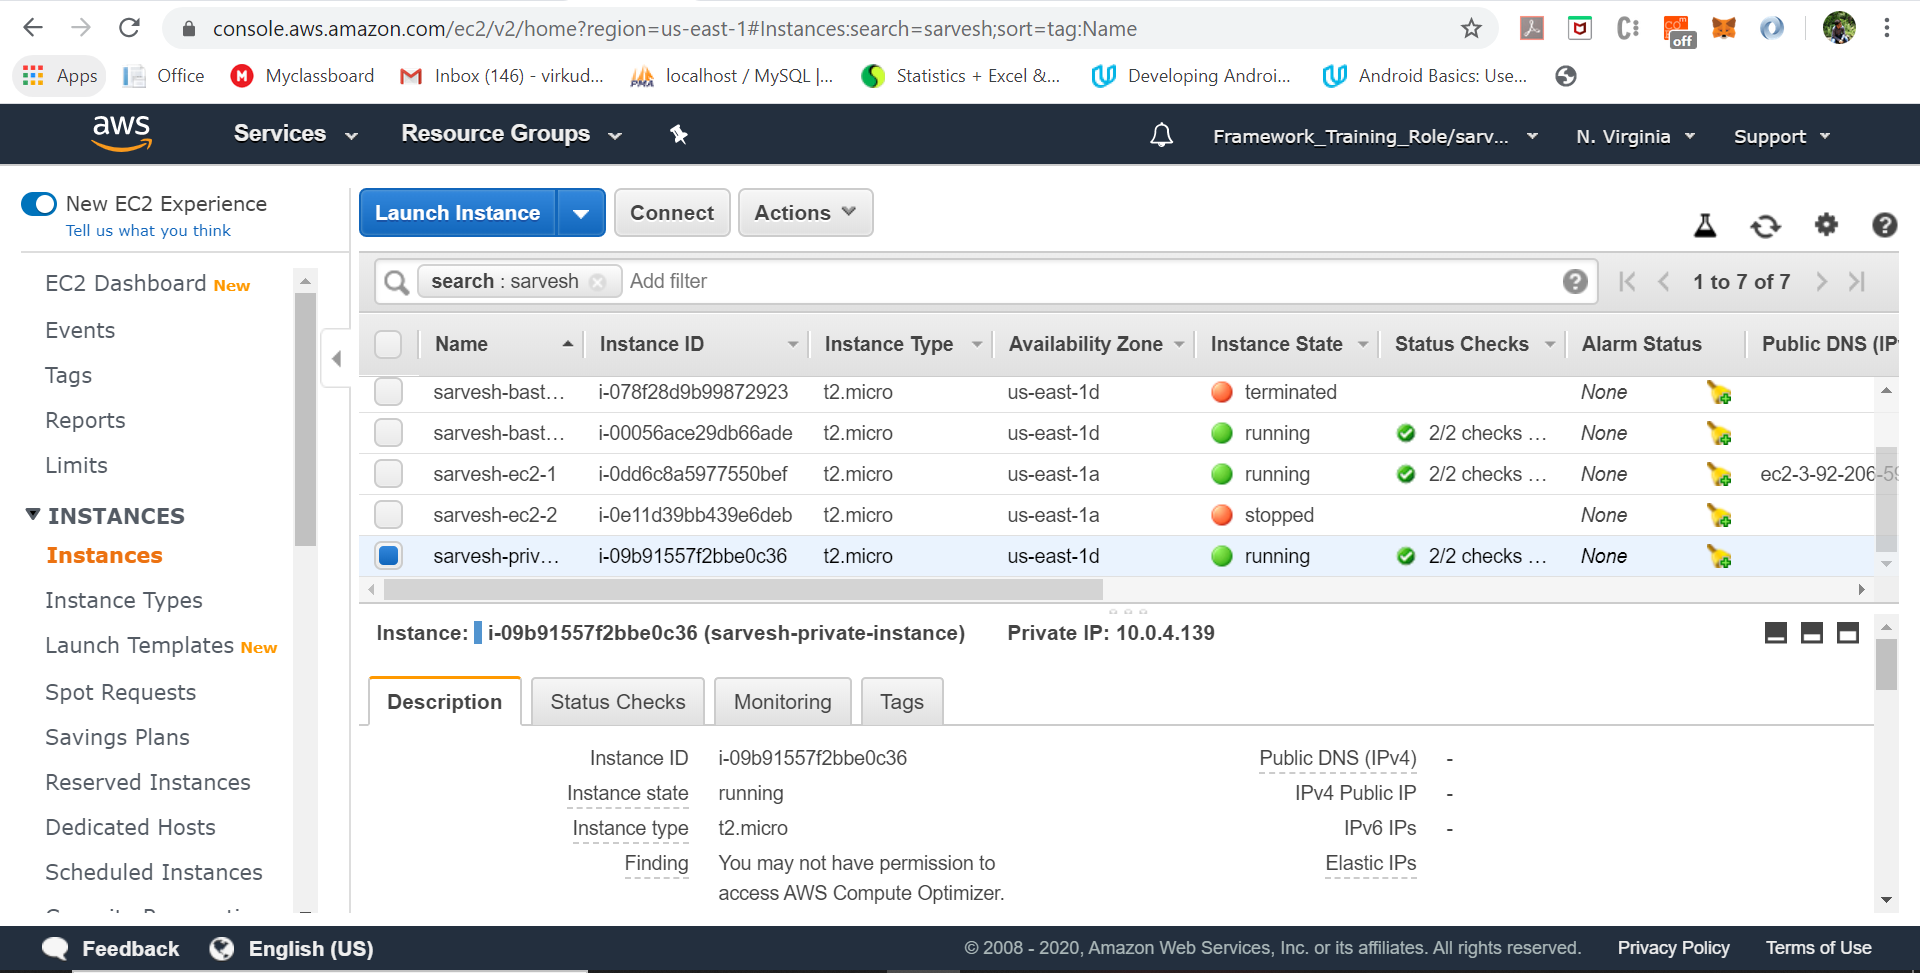 console.aws.amazon.com/ec2/v2/home?region=us-east-1#Instances:search=sarvesh;sort=tag:Name
off
Apps Office Myclassboard Inbox (146) - virkud... localhost / MySQL |... Statistics + Excel &... Developing Androi... Android Basics: Use...
PMA
aws Services Resource Groups Framework_Training_Role/sarv... N. Virginia Support
New EC2 Experience
Tell us what you think
EC2 Dashboard New
Events
Tags
Reports
Limits
INSTANCES
Instances
Instance Types
Launch Templates New
Spot Requests
Savings Plans
Reserved Instances
Dedicated Hosts
Scheduled Instances
Launch Instance Connect Actions
search : sarvesh Add filter 1 to 7 of 7
Name Instance ID Instance Type Availability Zone Instance State Status Checks Alarm Status Public DNS (IP
sarvesh-bast... i-078f28d9b99872923 t2.micro us-east-1d terminated None
sarvesh-bast... i-00056ace29db66ade t2.micro us-east-1d running 2/2 checks ... None
sarvesh-ec2-1 i-0dd6c8a5977550bef t2.micro us-east-1a running 2/2 checks ... None ec2-3-92-206-59
sarvesh-ec2-2 i-0e11d39bb439e6deb t2.micro us-east-1a stopped None
sarvesh-priv... i-09b91557f2bbe0c36 t2.micro us-east-1d running 2/2 checks ... None
Instance: i-09b91557f2bbe0c36 (sarvesh-private-instance) Private IP: 10.0.4.139
Description Status Checks Monitoring Tags
Instance ID i-09b91557f2bbe0c36 Public DNS (IPv4) -
Instance state running IPv4 Public IP -
Instance type t2.micro IPv6 IPs -
Finding You may not have permission to Elastic IPs
access AWS Compute Optimizer.
Feedback English (US) © 2008 - 2020, Amazon Web Services, Inc. or its affiliates. All rights reserved. Privacy Policy Terms of Use